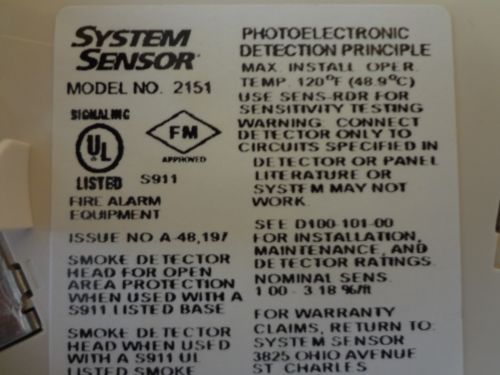 SYSTEM
SENSOR
MODEL NO. 2151
SIGNALING
UL
LISTED S911
FM
APPROVED
FIRE ALARM
EQUIPMENT
ISSUE NO A-48,197
SMOKE DETECTOR
HEAD FOR OPEN
AREA PROTECTION
WHEN USED WITH A
S911 LISTED BASE
SMOKE DETECTOR
HEAD WHEN USED
WITH A S911 UL
LISTED SMOKE
PHOTOELECTRONIC
DETECTION PRINCIPLE
MAX INSTALL OPER.
TEMP 120°F (48.9°C)
USE SENS-RDR FOR
SENSITIVITY TESTING
WARNING. CONNECT
DETECTOR ONLY TO
CIRCUITS SPECIFIED IN
DETECTOR OR PANEL
LITERATURE OR
SYSTEM MAY NOT
WORK.
SEE D100-101-00
FOR INSTALLATION,
MAINTENANCE, AND
DETECTOR RATINGS.
NOMINAL SENS.
1.00 - 3.18 %/ft
FOR WARRANTY
CLAIMS, RETURN TO:
SYSTEM SENSOR
3825 OHIO AVENUE
ST CHARLES